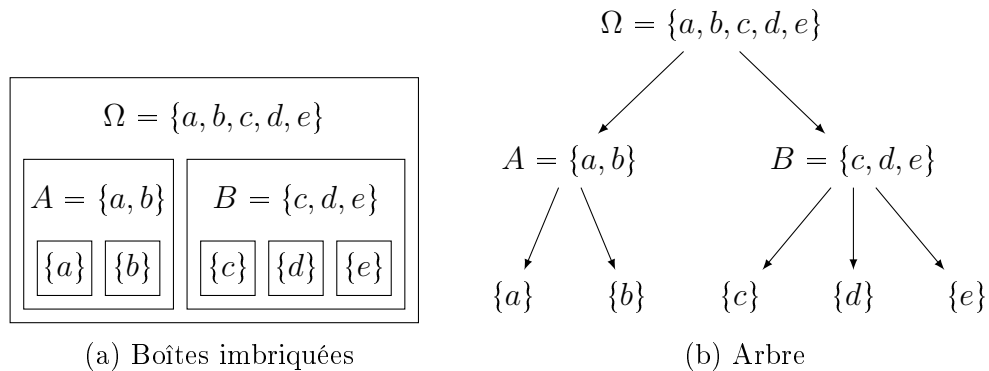 Ω = {a, b, c, d, e}
A = {a, b}
B = {c, d, e}
{a} {b} {c} {d} {e}
(a) Boîtes imbriquées
Ω = {a, b, c, d, e}
A = {a, b}
B = {c, d, e}
{a} {b} {c} {d} {e}
(b) Arbre